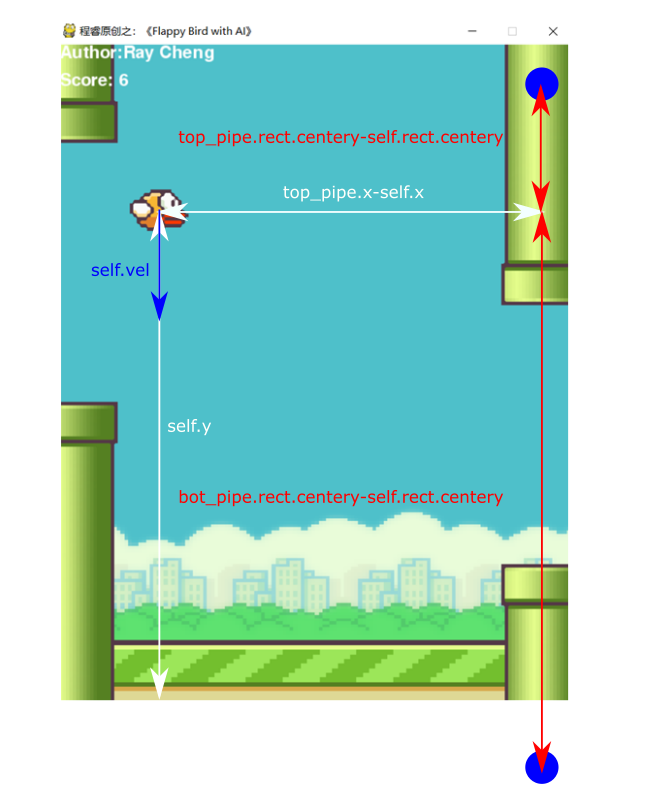 程睿原创之：《Flappy Bird with AI》
Author:Ray Cheng
Score: 6
top_pipe.rect.centery-self.rect.centery
top_pipe.x-self.x
self.vel
self.y
bot_pipe.rect.centery-self.rect.centery